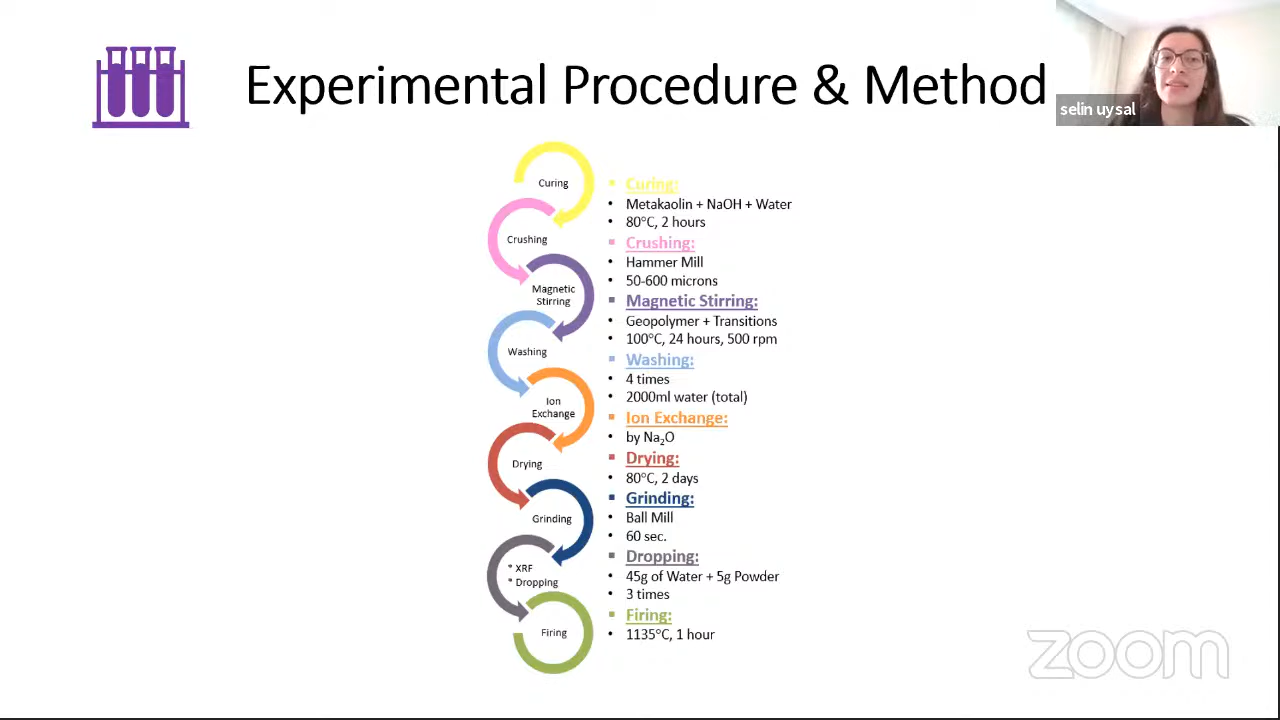 Experimental Procedure & Method
selin uysal
Curing
Crushing
Magnetic
Stirring
Washing
Ion
Exchange
Drying
Grinding
* XRF
* Dropping
Firing
▪ Curing:
• Metakaolin + NaOH + Water
• 80°C, 2 hours
▪ Crushing:
• Hammer Mill
• 50-600 microns
▪ Magnetic Stirring:
• Geopolymer + Transitions
• 100°C, 24 hours, 500 rpm
▪ Washing:
• 4 times
• 2000ml water (total)
▪ Ion Exchange:
• by Na₂O
▪ Drying:
• 80°C, 2 days
▪ Grinding:
• Ball Mill
• 60 sec.
▪ Dropping:
• 45g of Water + 5g Powder
• 3 times
▪ Firing:
• 1135°C, 1 hour
zoom